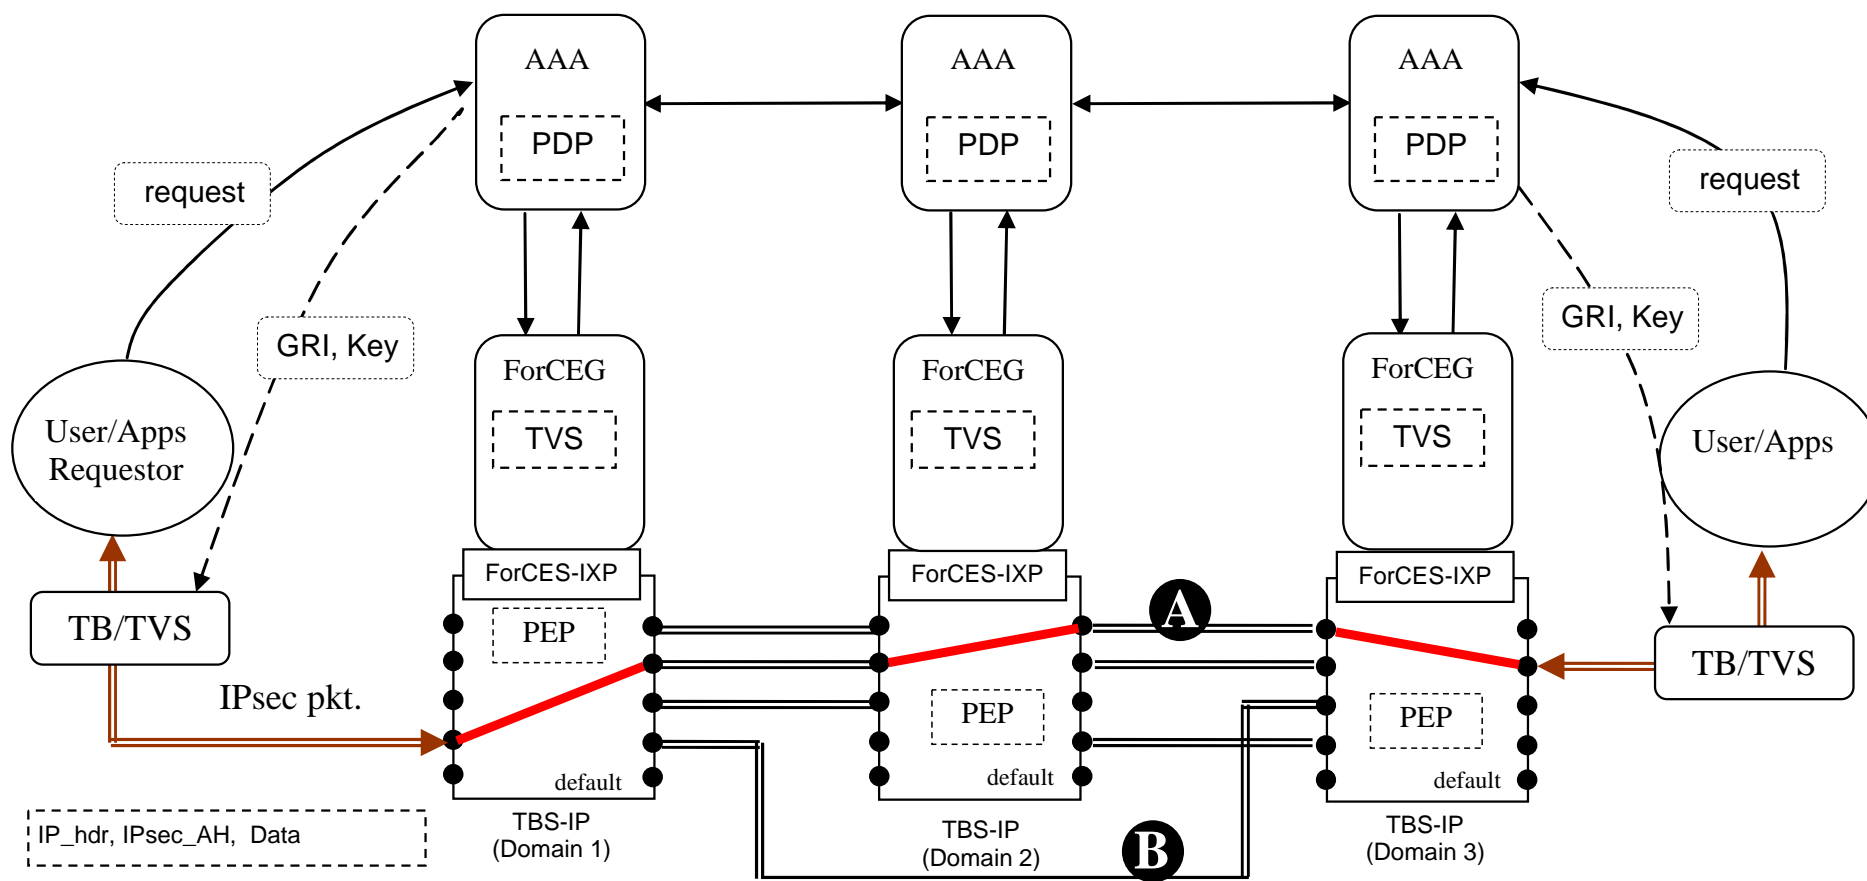 AAA
AAA
AAA
PDP
PDP
PDP
request
request
GRI, Key
GRI, Key
ForCEG
ForCEG
ForCEG
User/Apps
Requestor
TVS
TVS
TVS
User/Apps
ForCES-IXP
ForCES-IXP
ForCES-IXP
TB/TVS
PEP
A
TB/TVS
IPsec pkt.
PEP
PEP
default
default
default
IP_hdr, IPsec_AH, Data
TBS-IP
(Domain 1)
TBS-IP
(Domain 2)
B
TBS-IP
(Domain 3)